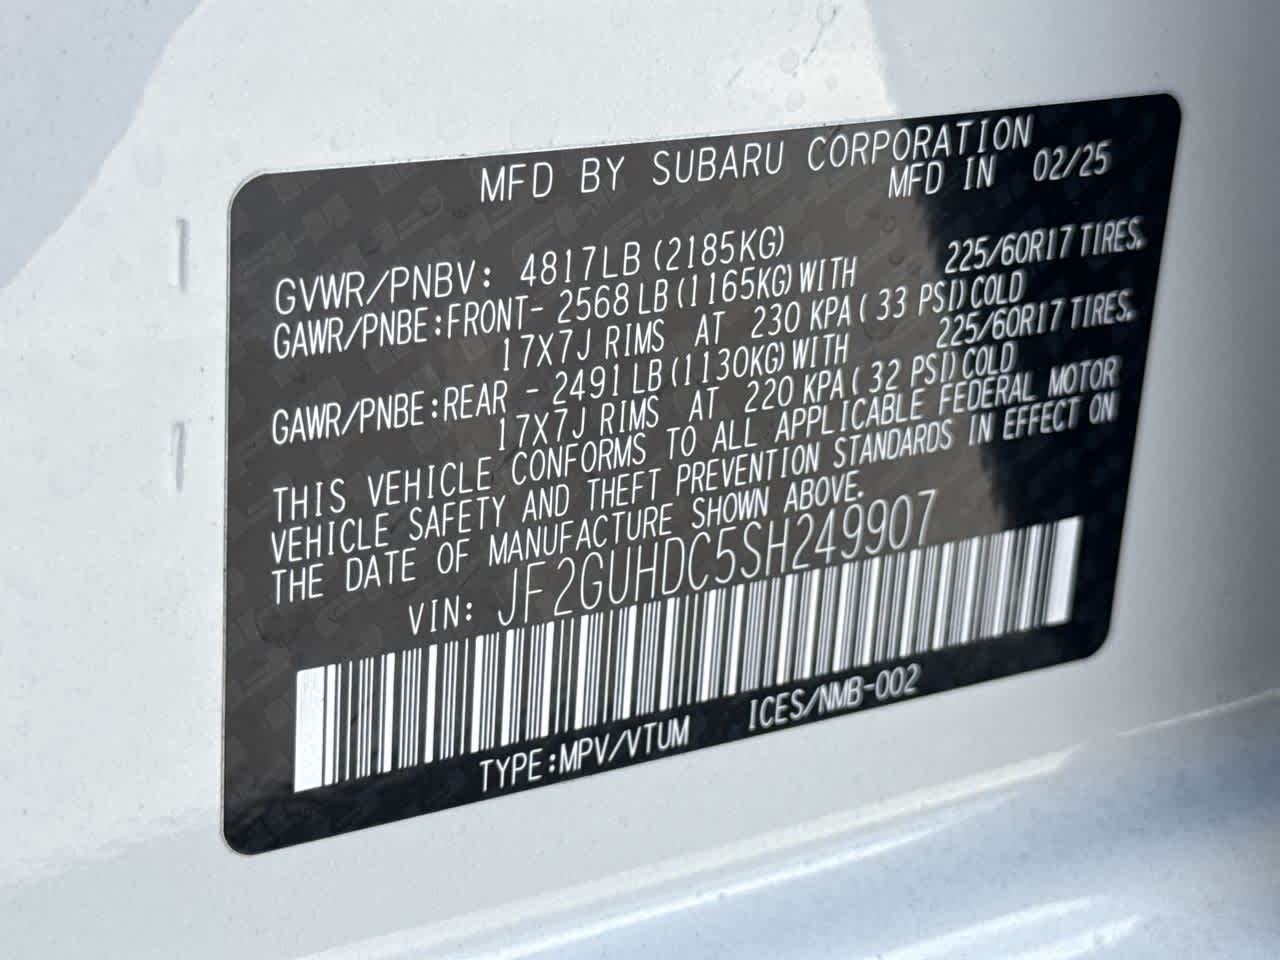 MFD BY SUBARU CORPORATION
MFD IN 02/25
GVWR/PNBV: 4817LB (2185KG)
GAWR/PNBE:FRONT- 2568 LB (1165KG) WITH 225/60R17 TIRES,
17X7J RIMS AT 230 KPA ( 33 PSI) COLD
GAWR/PNBE:REAR - 2491 LB (1130KG) WITH 225/60R17 TIRES,
17X7J RIMS AT 220 KPA ( 32 PSI) COLD
THIS VEHICLE CONFORMS TO ALL APPLICABLE FEDERAL MOTOR
VEHICLE SAFETY AND THEFT PREVENTION STANDARDS IN EFFECT ON
THE DATE OF MANUFACTURE SHOWN ABOVE.
VIN: JF2GUHDC5SH249907
TYPE:MPV/VTUM ICES/NMB-002